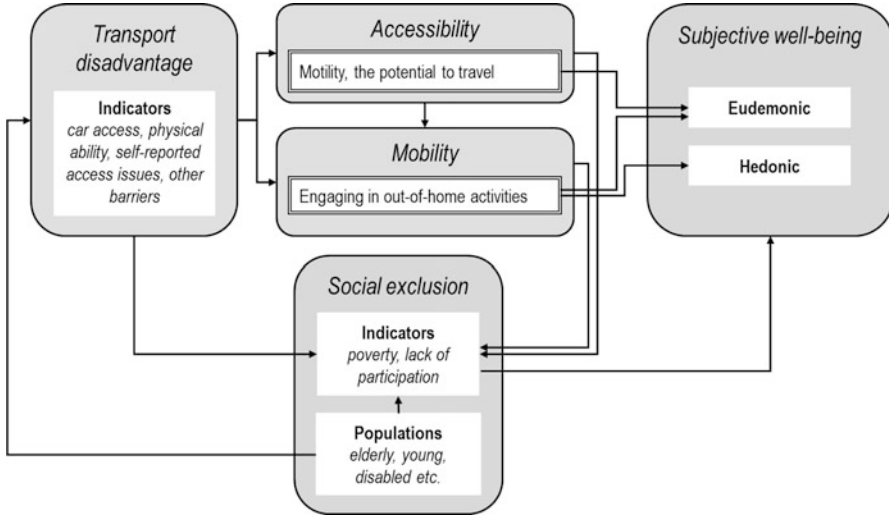 Transport
disadvantage
Indicators
car access, physical
ability, self-reported
access issues, other
barriers
Accessibility
Motility, the potential to travel
Mobility
Engaging in out-of-home activities
Subjective well-being
Eudemonic
Hedonic
Social exclusion
Indicators
poverty, lack of
participation
Populations
elderly, young,
disabled etc.